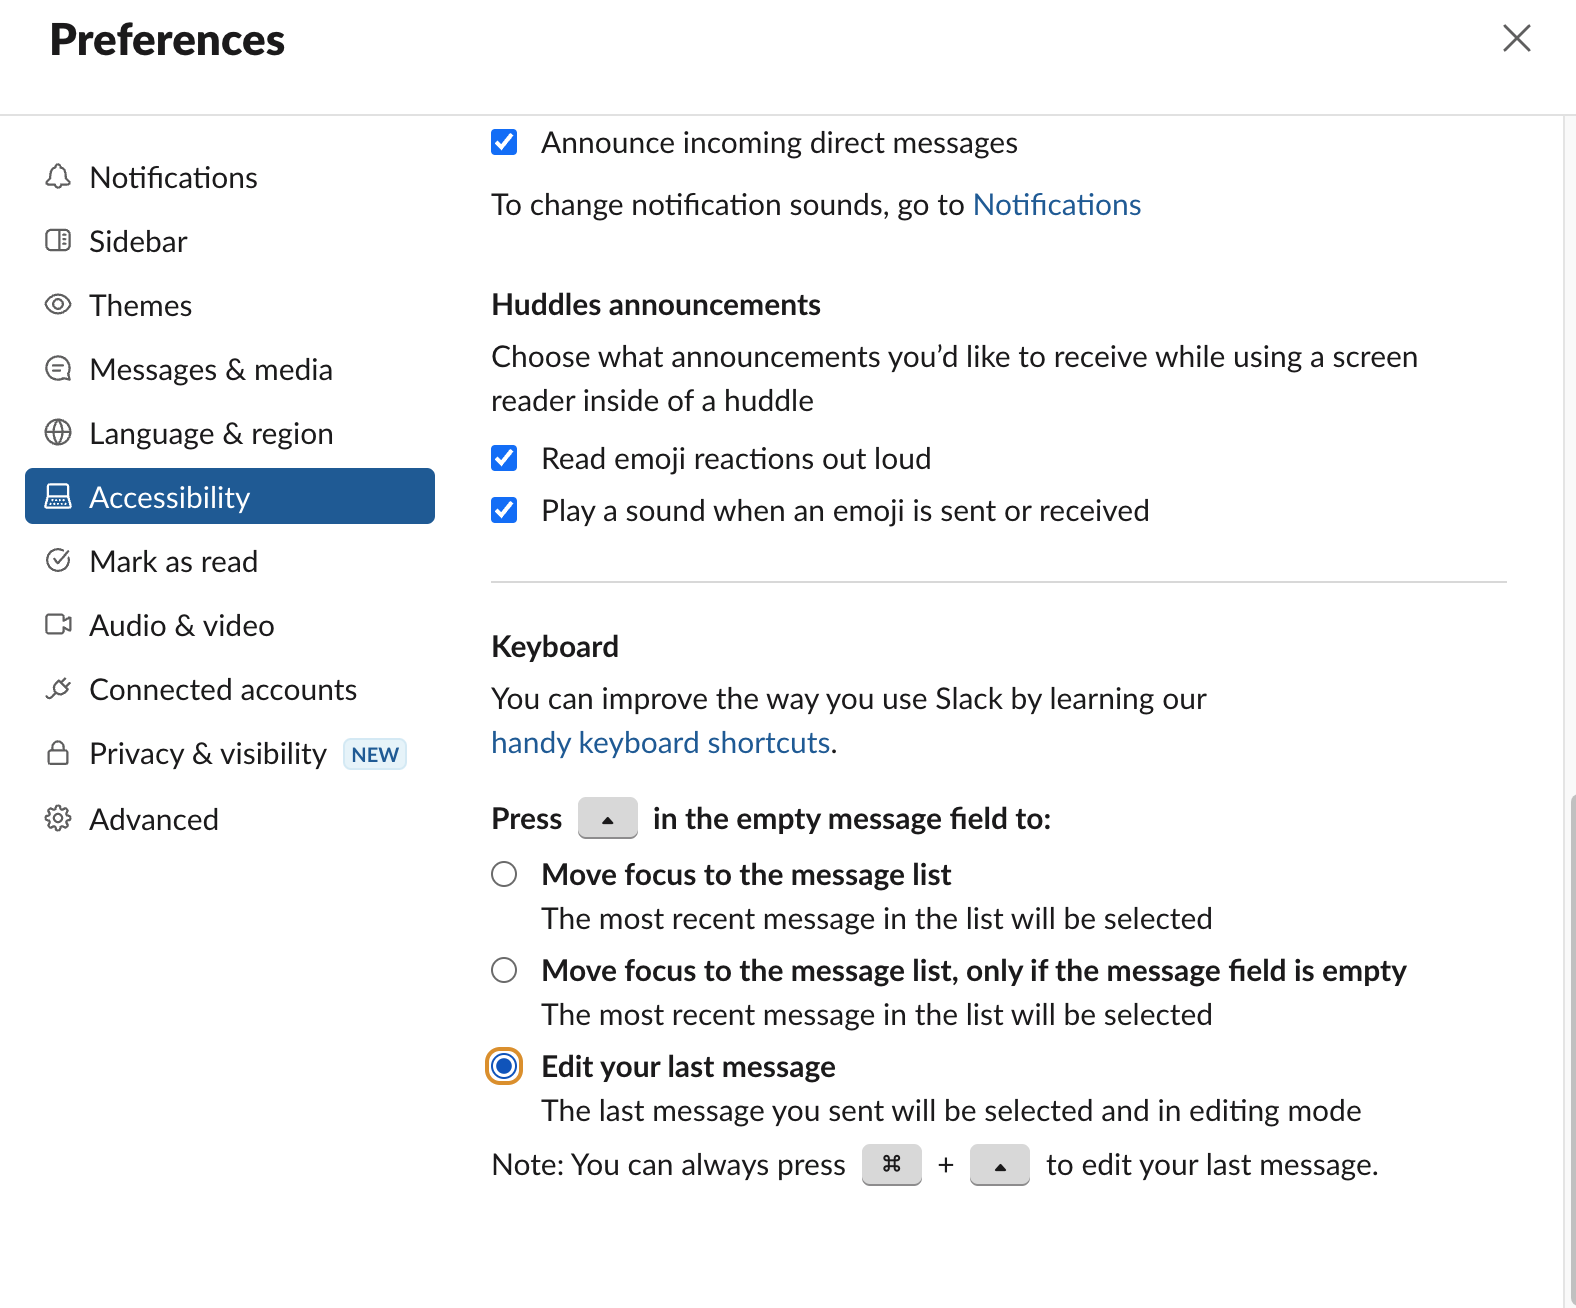 Preferences
Notifications
Sidebar
Themes
Messages & media
Language & region
Accessibility
Mark as read
Audio & video
Connected accounts
Privacy & visibility NEW
Advanced
Announce incoming direct messages
To change notification sounds, go to Notifications
Huddles announcements
Choose what announcements you’d like to receive while using a screen
reader inside of a huddle
Read emoji reactions out loud
Play a sound when an emoji is sent or received
Keyboard
You can improve the way you use Slack by learning our
handy keyboard shortcuts.
Press ▲ in the empty message field to:
Move focus to the message list
The most recent message in the list will be selected
Move focus to the message list, only if the message field is empty
The most recent message in the list will be selected
Edit your last message
The last message you sent will be selected and in editing mode
Note: You can always press ⌘ + ▲ to edit your last message.